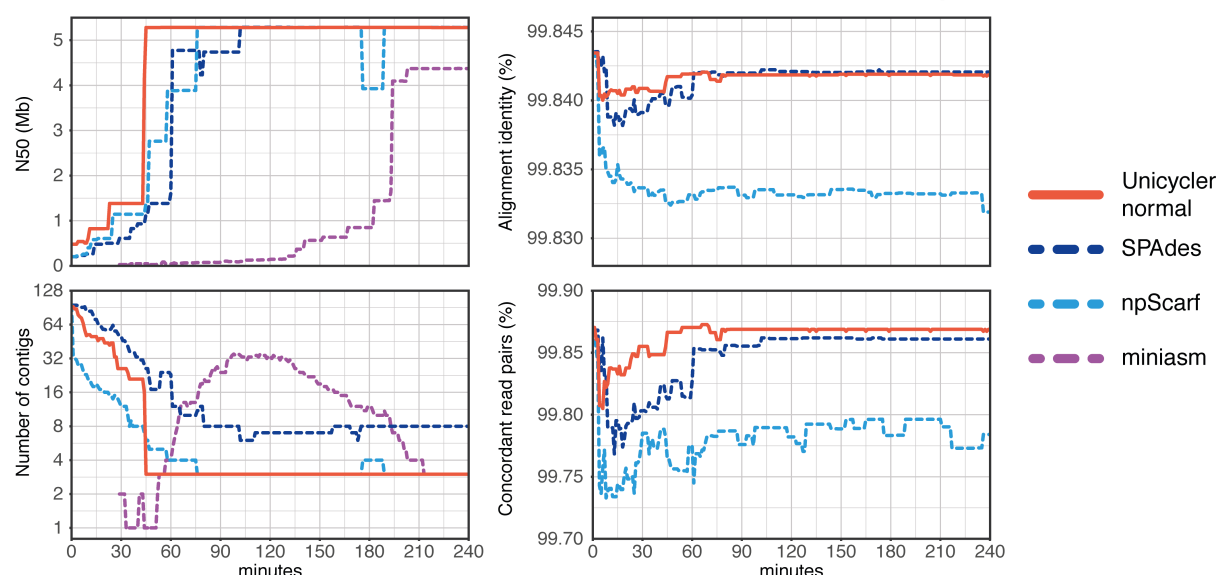 N50 (Mb)
5
4
3
2
1
0
Alignment identity (%)
99.845
99.840
99.835
99.830
Number of contigs
128
64
32
16
8
4
2
1
0 30 60 90 120 150 180 210 240
minutes
Concordant read pairs (%)
99.90
99.85
99.80
99.75
99.70
0 30 60 90 120 150 180 210 240
minutes
Unicycler
normal
SPAdes
npScarf
miniasm